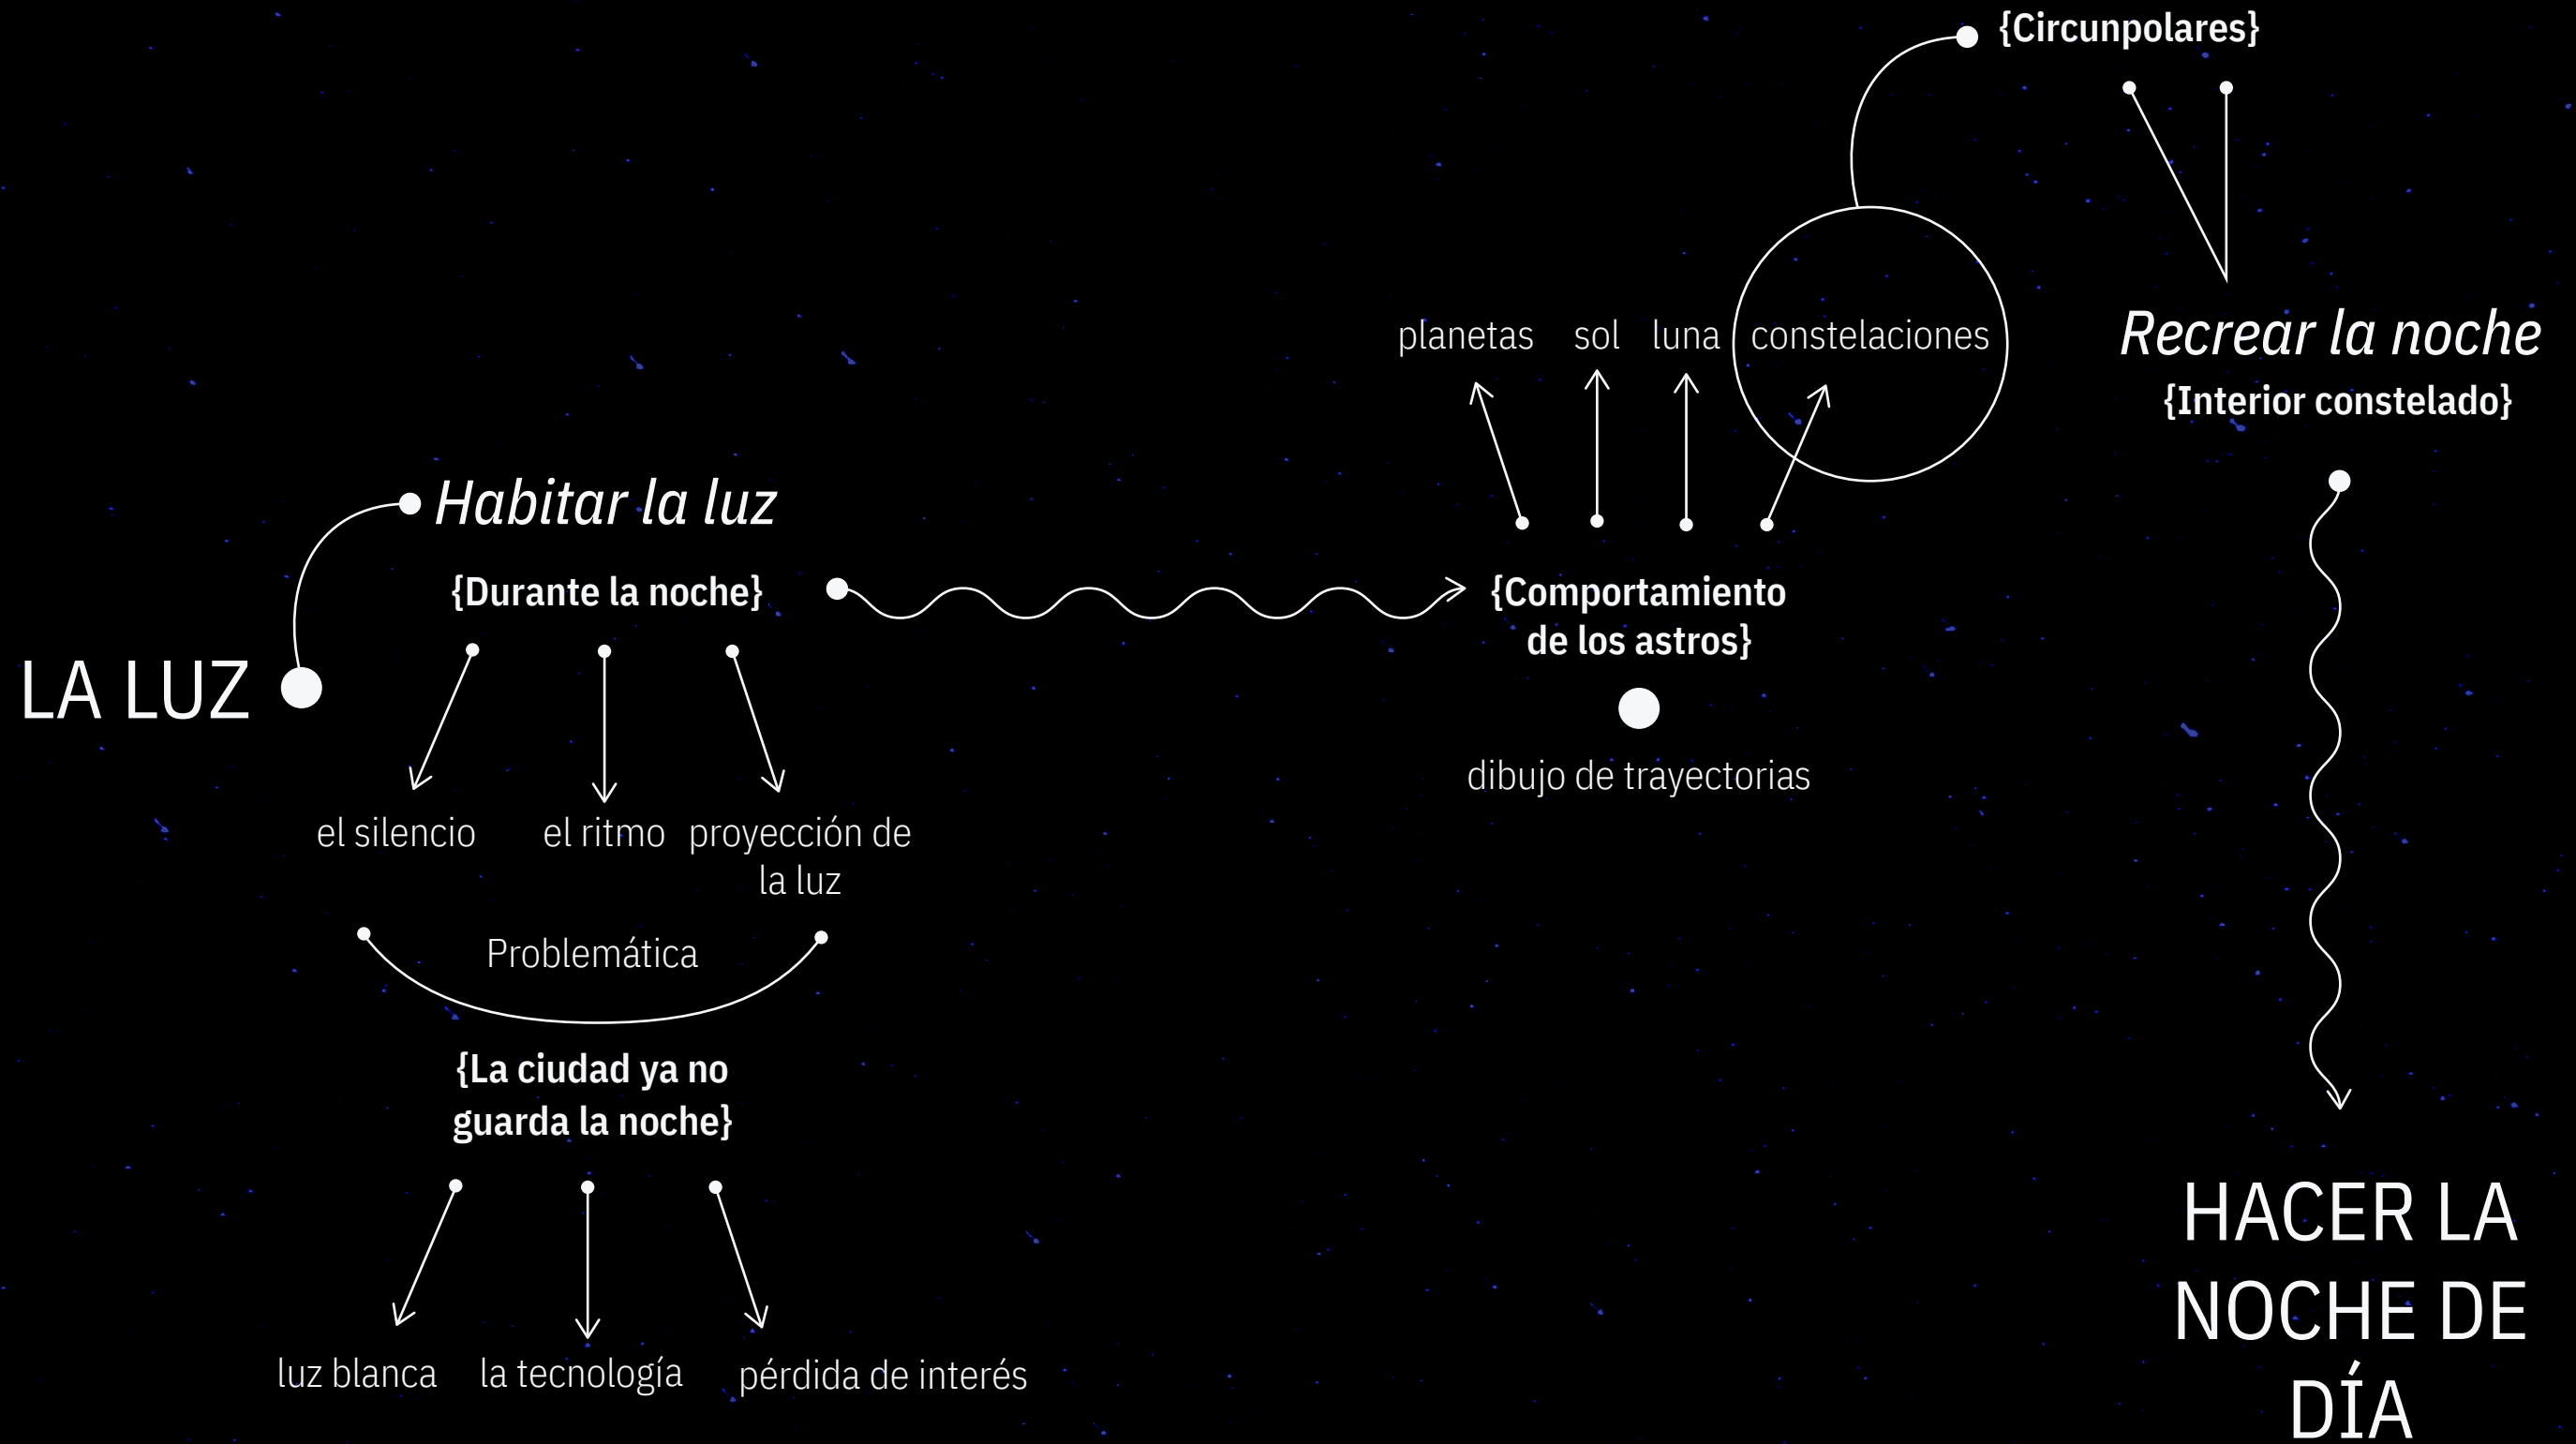 LA LUZ
Habitar la luz
{Durante la noche}
el silencio
el ritmo
proyección de
la luz
Problemática
{La ciudad ya no
guarda la noche}
luz blanca
la tecnología
pérdida de interés
{Comportamiento
de los astros}
dibujo de trayectorias
planetas
sol
luna
constelaciones
{Circunpolares}
Recrear la noche
{Interior constelado}
HACER LA
NOCHE DE
DÍA